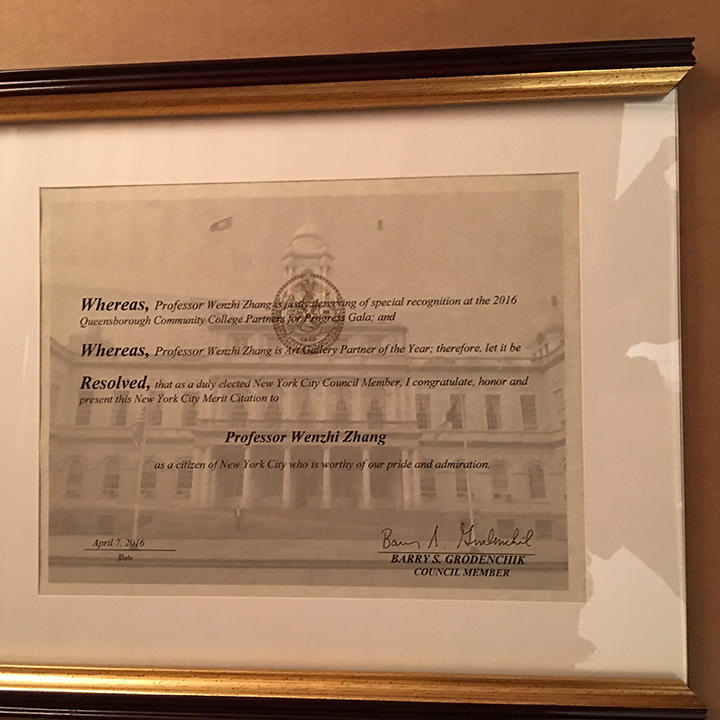 Whereas, Professor Wenzhi Zhang is justly deserving of special recognition at the 2016
Queensborough Community College Partners for Progress Gala; and
Whereas, Professor Wenzhi Zhang is Art Gallery Partner of the Year; therefore, let it be
Resolved, that as a duly elected New York City Council Member, I congratulate, honor and
present this New York City Merit Citation to
Professor Wenzhi Zhang
as a citizen of New York City who is worthy of our pride and admiration.
April 7, 2016
Date
Barry S. Grodenchik
BARRY S. GRODENCHIK
COUNCIL MEMBER